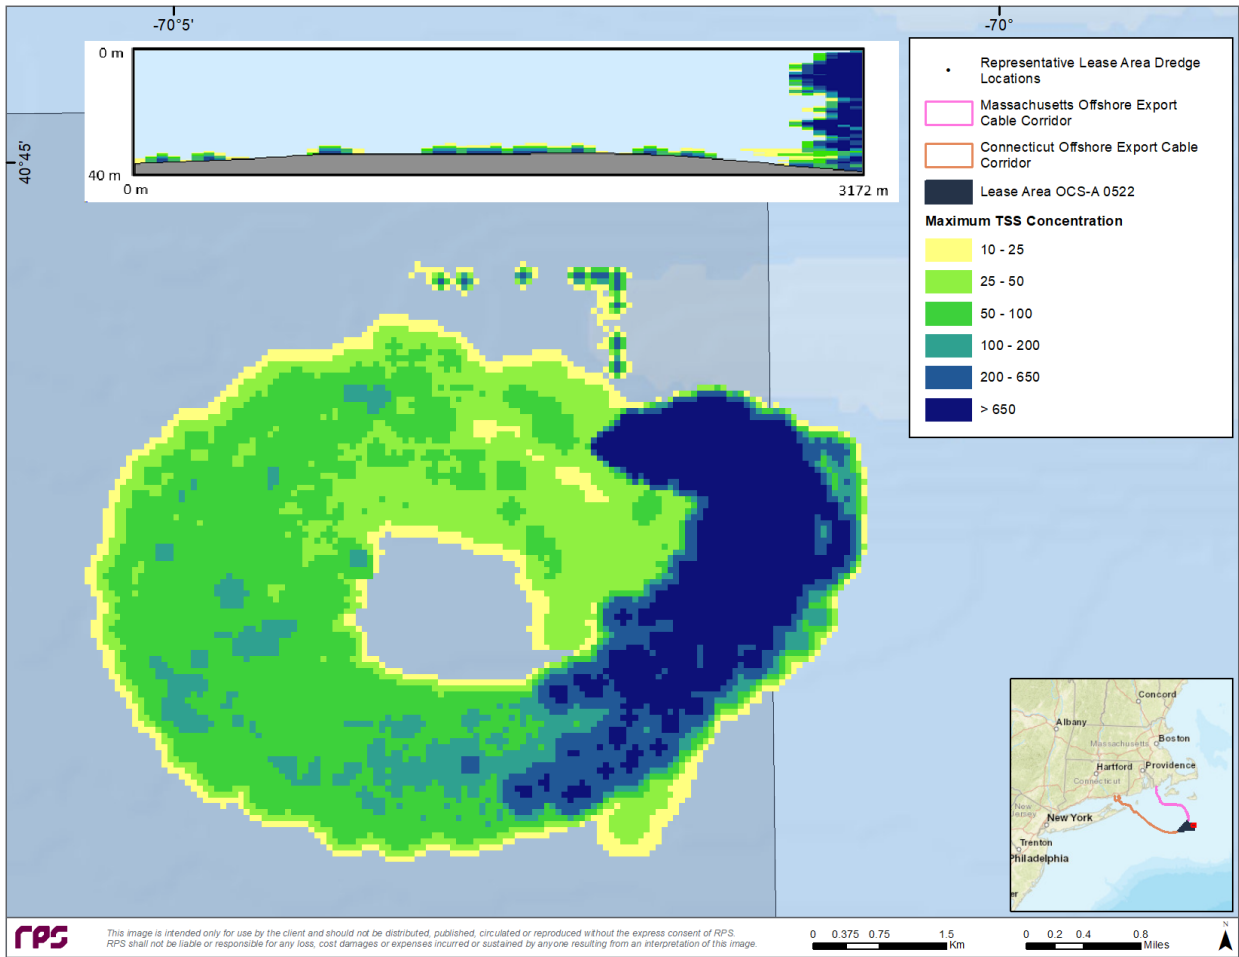 -70°5'
-70°
40°45'
0 m
40 m
0 m
3172 m
Representative Lease Area Dredge
Locations
Massachusetts Offshore Export
Cable Corridor
Connecticut Offshore Export Cable
Corridor
Lease Area OCS-A 0522
Maximum TSS Concentration
10 - 25
25 - 50
50 - 100
100 - 200
200 - 650
> 650
Concord
Albany
Massachusetts
Boston
Hartford
Providence
Connecticut
New
Jersey
New York
Trenton
Philadelphia
er
rps
This image is intended only for use by the client and should not be distributed, published, circulated or reproduced without the express consent of RPS.
RPS shall not be liable or responsible for any loss, cost damages or expenses incurred or sustained by anyone resulting from an interpretation of this image.
0 0.375 0.75 1.5
Km
0 0.2 0.4 0.8
Miles
N